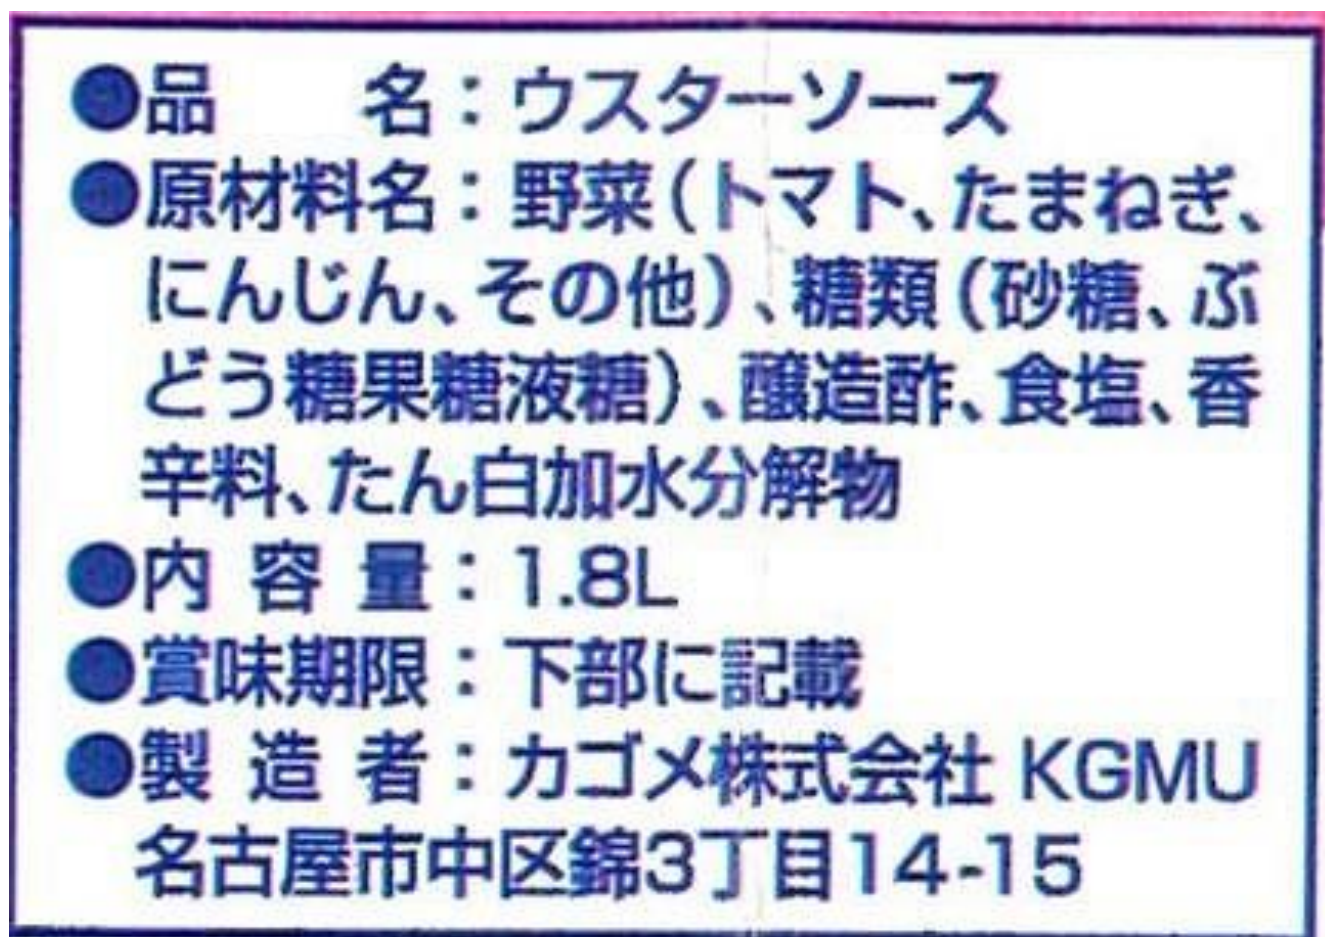 ●品　　名：ウスターソース
●原材料名：野菜（トマト、たまねぎ、
にんじん、その他）、糖類（砂糖、ぶ
どう糖果糖液糖）、醸造酢、食塩、香
辛料、たん白加水分解物
●内 容 量：1.8L
●賞味期限：下部に記載
●製 造 者：カゴメ株式会社 KGMU
名古屋市中区錦3丁目14-15